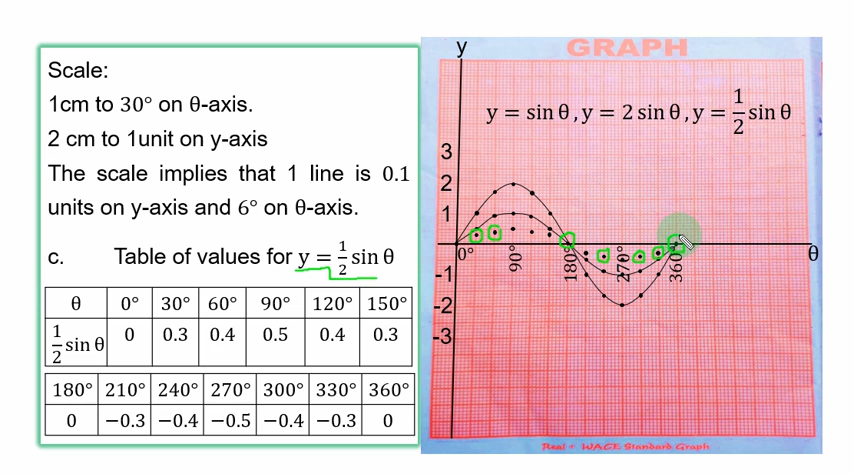 Scale:
1cm to 30° on θ-axis.
2 cm to 1unit on y-axis
The scale implies that 1 line is 0.1
units on y-axis and 6° on θ-axis.
c. Table of values for y = 1/2 sin θ
θ 0° 30° 60° 90° 120° 150°
1/2 sin θ 0 0.3 0.4 0.5 0.4 0.3
180° 210° 240° 270° 300° 330° 360°
0 −0.3 −0.4 −0.5 −0.4 −0.3 0
GRAPH
y
y = sin θ , y = 2 sin θ , y = 1/2 sin θ
3
2
1
0° 90° 180° 270° 360° θ
-1
-2
-3
Real + WACE Standard Graph